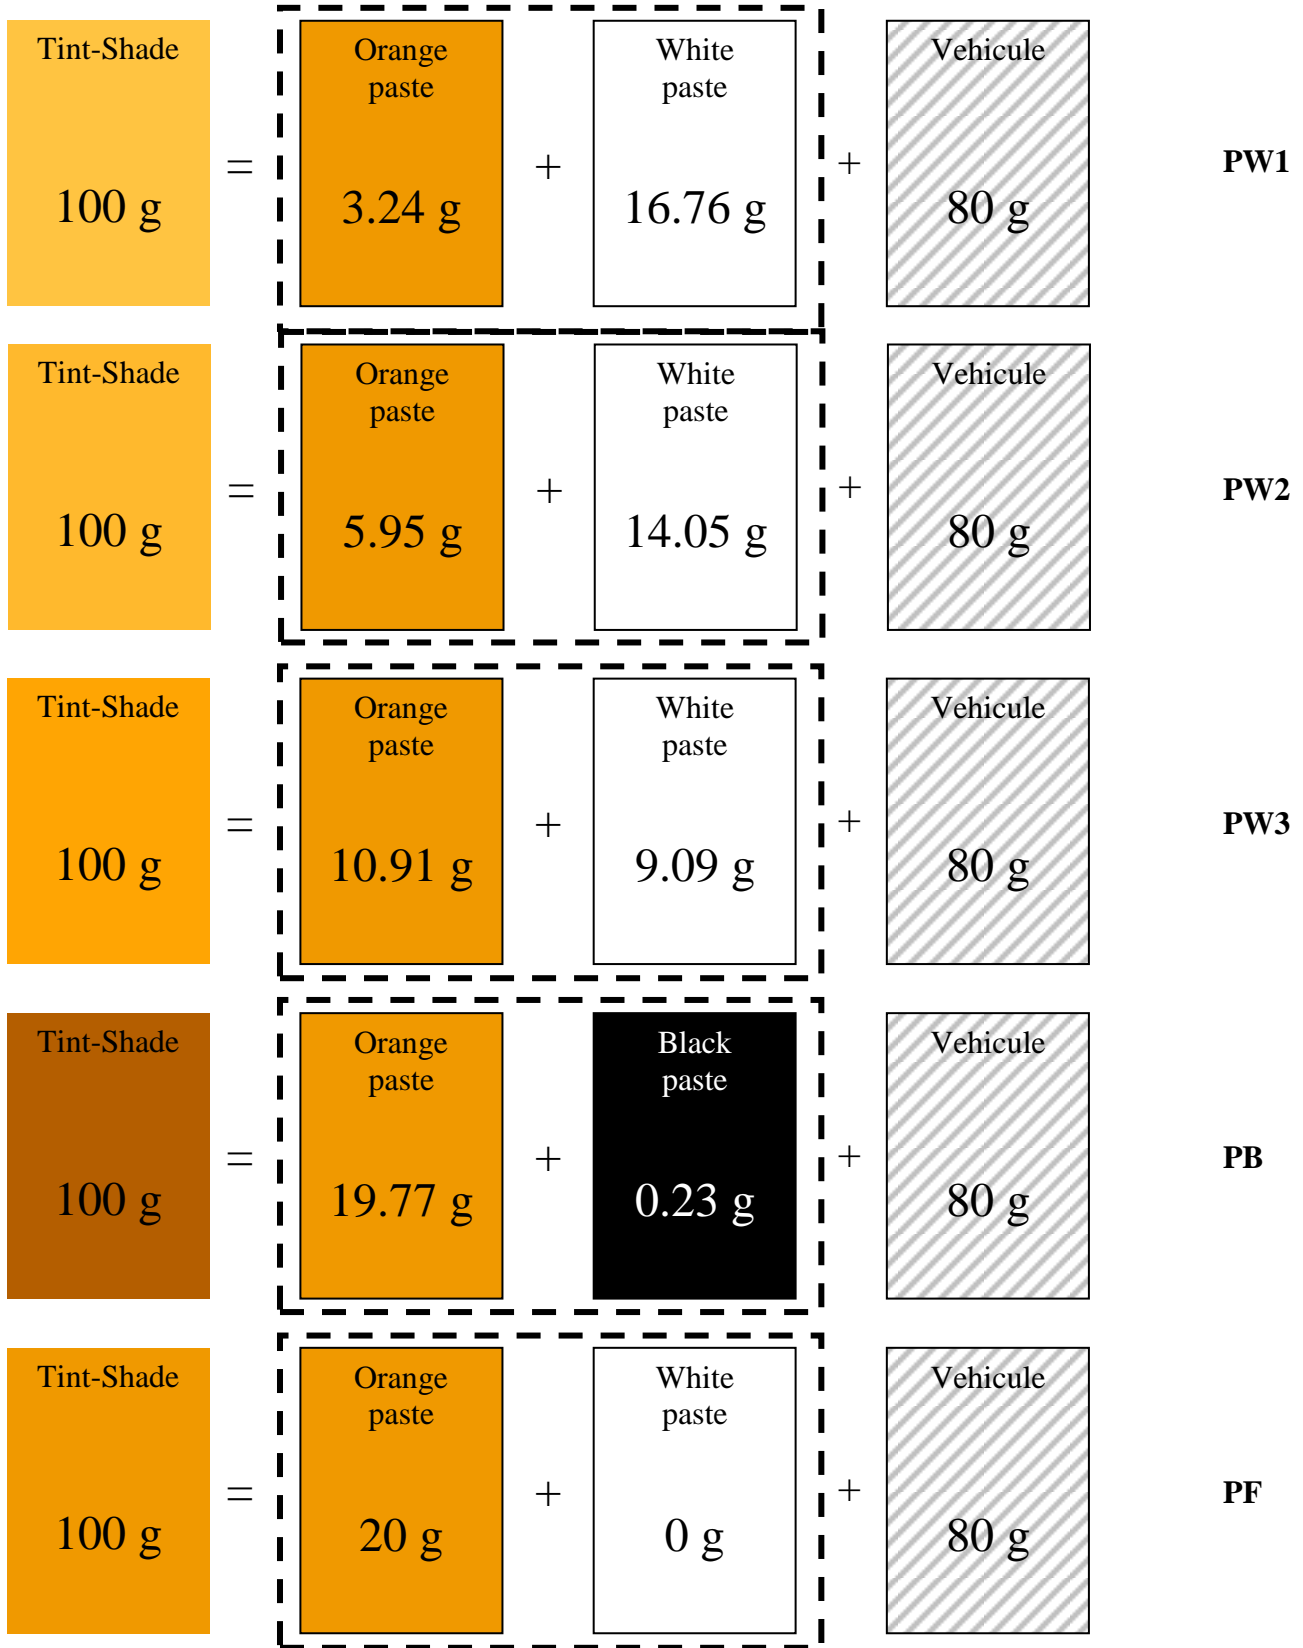 Tint-Shade
100 g
=
Orange
paste
3.24 g
+
White
paste
16.76 g
+
Vehicule
80 g
PW1
Tint-Shade
100 g
=
Orange
paste
5.95 g
+
White
paste
14.05 g
+
Vehicule
80 g
PW2
Tint-Shade
100 g
=
Orange
paste
10.91 g
+
White
paste
9.09 g
+
Vehicule
80 g
PW3
Tint-Shade
100 g
=
Orange
paste
19.77 g
+
Black
paste
0.23 g
+
Vehicule
80 g
PB
Tint-Shade
100 g
=
Orange
paste
20 g
+
White
paste
0 g
+
Vehicule
80 g
PF